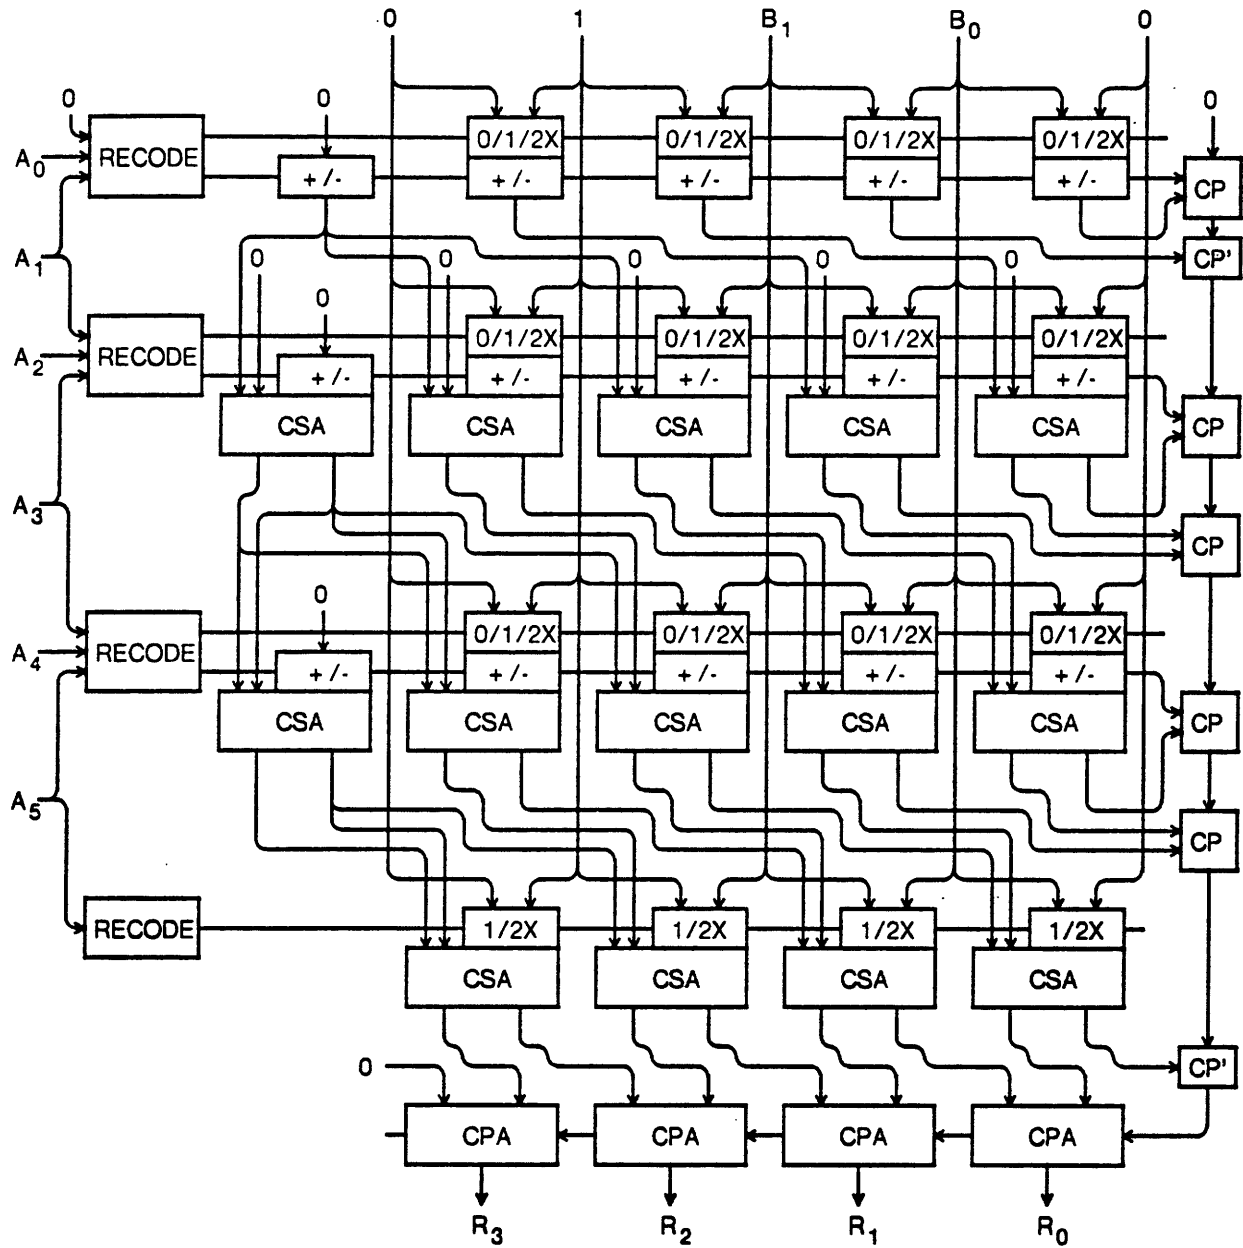 0 1 B1 B0 0
0 0 0
A0 RECODE 0/1/2X 0/1/2X 0/1/2X 0/1/2X
+/- +/- +/- +/- +/- CP
A1 0 0 0 0 0 CP'
0
A2 RECODE 0/1/2X 0/1/2X 0/1/2X 0/1/2X
+/- +/- +/- +/- +/-
CSA CSA CSA CSA CSA CP
A3
CP
0
A4 RECODE 0/1/2X 0/1/2X 0/1/2X 0/1/2X
+/- +/- +/- +/- +/-
CSA CSA CSA CSA CSA CP
A5
CP
RECODE 1/2X 1/2X 1/2X 1/2X
CSA CSA CSA CSA
0 CP'
CPA CPA CPA CPA
R3 R2 R1 R0